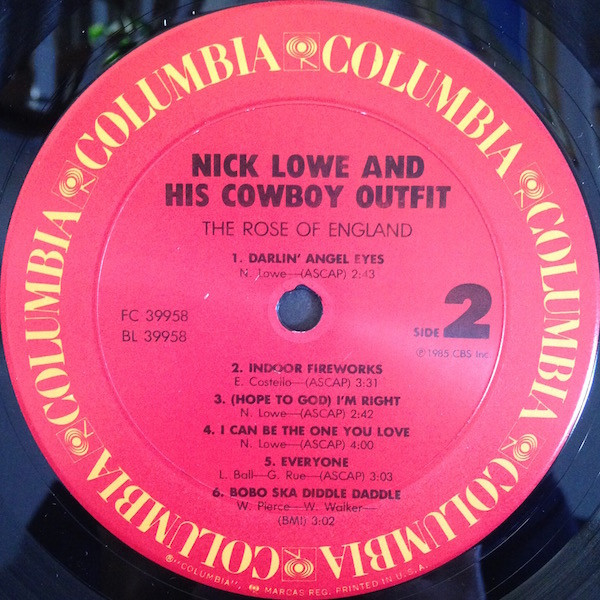 COLUMBIA COLUMBIA COLUMBIA COLUMBIA COLUMBIA COLUMBIA
NICK LOWE AND
HIS COWBOY OUTFIT
THE ROSE OF ENGLAND
1. DARLIN' ANGEL EYES
N. Lowe—(ASCAP) 2:43
FC 39958
BL 39958
SIDE 2
℗1985 CBS Inc.
2. INDOOR FIREWORKS
E. Costello—(ASCAP) 3:31
3. (HOPE TO GOD) I'M RIGHT
N. Lowe—(ASCAP) 2:42
4. I CAN BE THE ONE YOU LOVE
N. Lowe—(ASCAP) 4:00
5. EVERYONE
L. Ball—G. Rue—(ASCAP) 3:03
6. BOBO SKA DIDDLE DADDLE
W. Pierce—W. Walker—
(BMI) 3:02
®"COLUMBIA", MARCAS REG. PRINTED IN U.S.A.